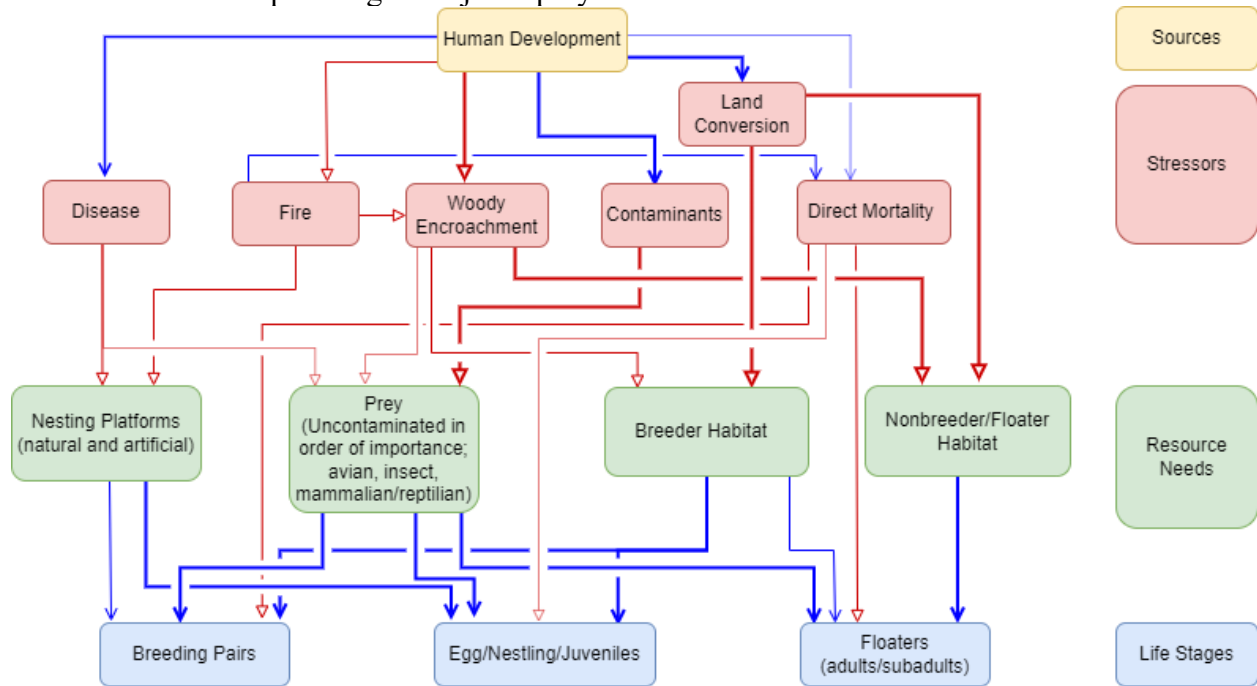 Human Development
Sources
Land
Conversion
Stressors
Disease
Fire
Woody
Encroachment
Contaminants
Direct Mortality
Nesting Platforms
(natural and artificial)
Prey
(Uncontaminated in
order of importance;
avian, insect,
mammalian/reptilian)
Breeder Habitat
Nonbreeder/Floater
Habitat
Resource
Needs
Breeding Pairs
Egg/Nestling/Juveniles
Floaters
(adults/subadults)
Life Stages